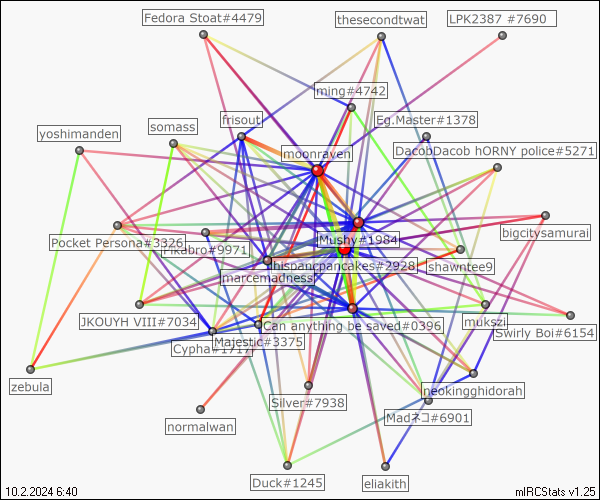 Fedora Stoat#4479
thesecondtwat
LPK2387 #7690
ming#4742
frisout
Eg.Master#1378
somass
yoshimanden
DacobDacob hORNY police#5271
moonraven
bigcitysamurai
Mushy#1984
Pocket Persona#3326
#9971
hispanicpancakes#2928
shawntee9
marcemadness
JKOUYH VIII#7034
Can anything be saved#0396
mukszi
Swirly Boi#6154
Majestic#3375
Cypha#1717
zebula
neokingghidorah
Silver#7938
Madネコ#6901
normalwan
Duck#1245
eliakith
10.2.2024 6:40
mIRCStats v1.25